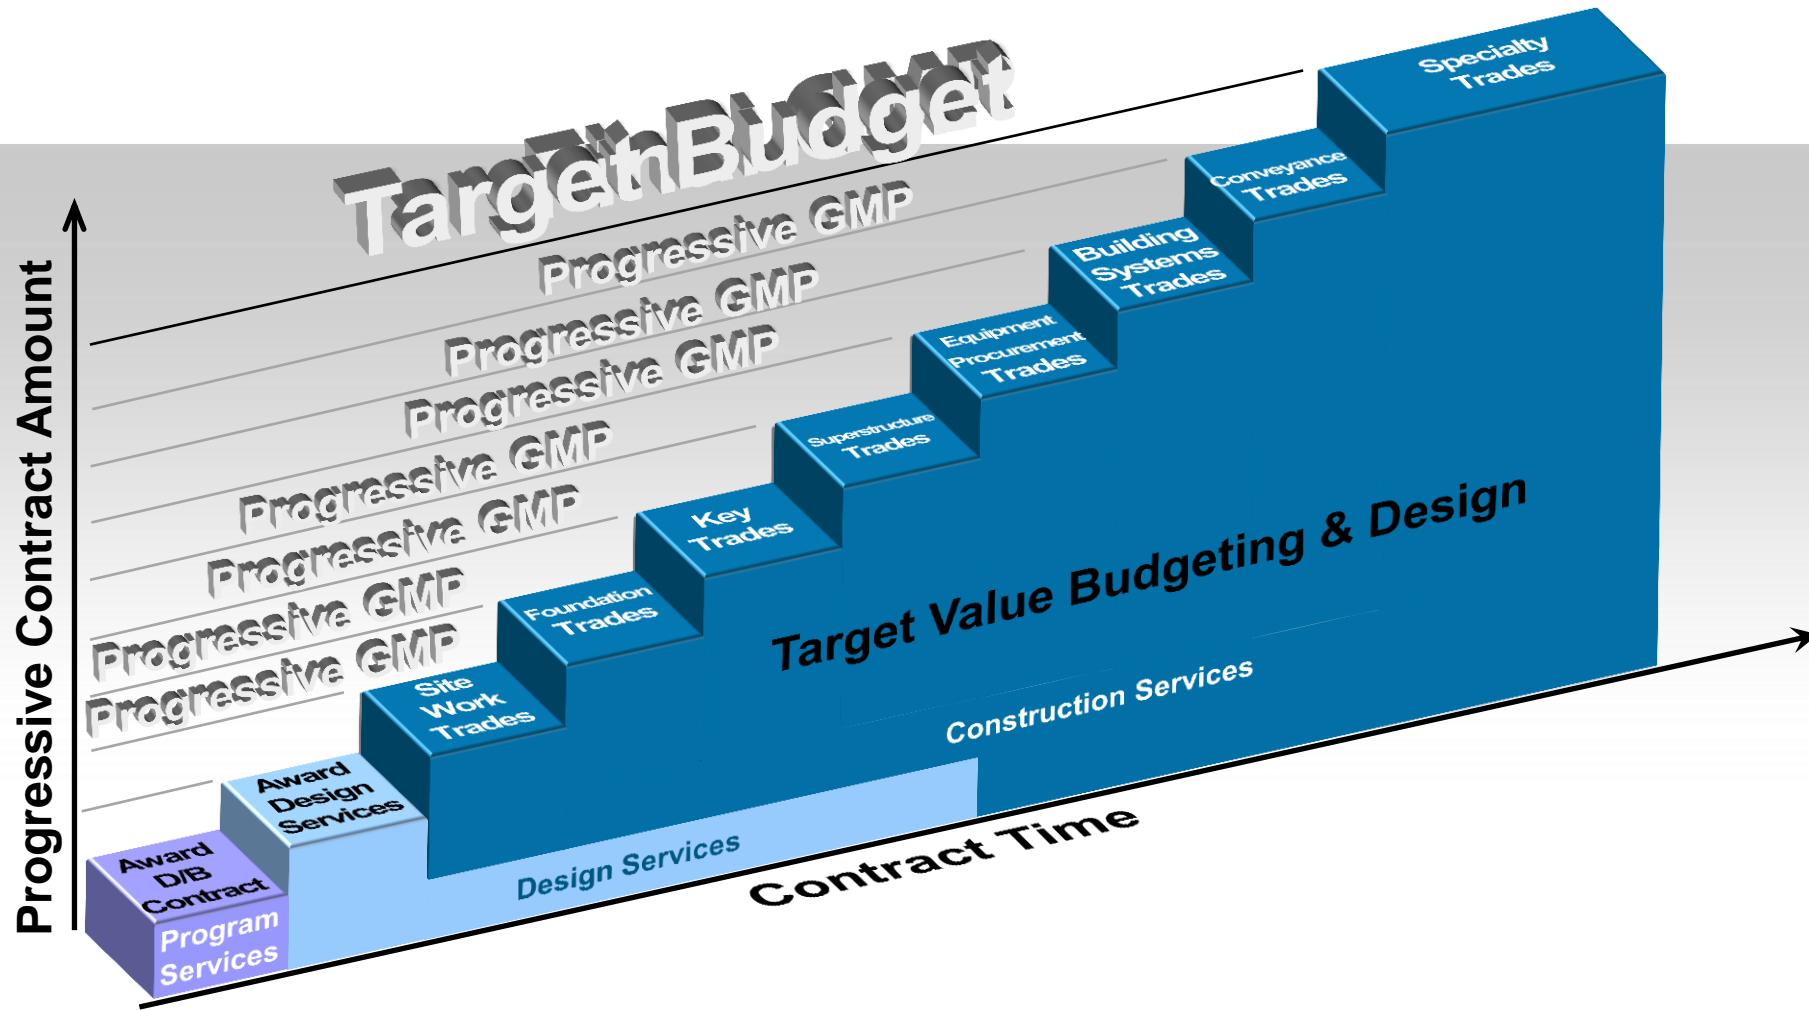 Target Budget
Progressive GMP
Progressive GMP
Progressive GMP
Progressive GMP
Progressive GMP
Progressive GMP
Progressive GMP
Progressive Contract Amount
Specialty
Trades
Conveyance
Trades
Building
Systems
Trades
Equipment
Procurement
Trades
Superstructure
Trades
Key
Trades
Foundation
Trades
Site
Work
Trades
Award
Design
Services
Award
D/B
Contract
Program
Services
Target Value Budgeting & Design
Construction Services
Design Services
Contract Time